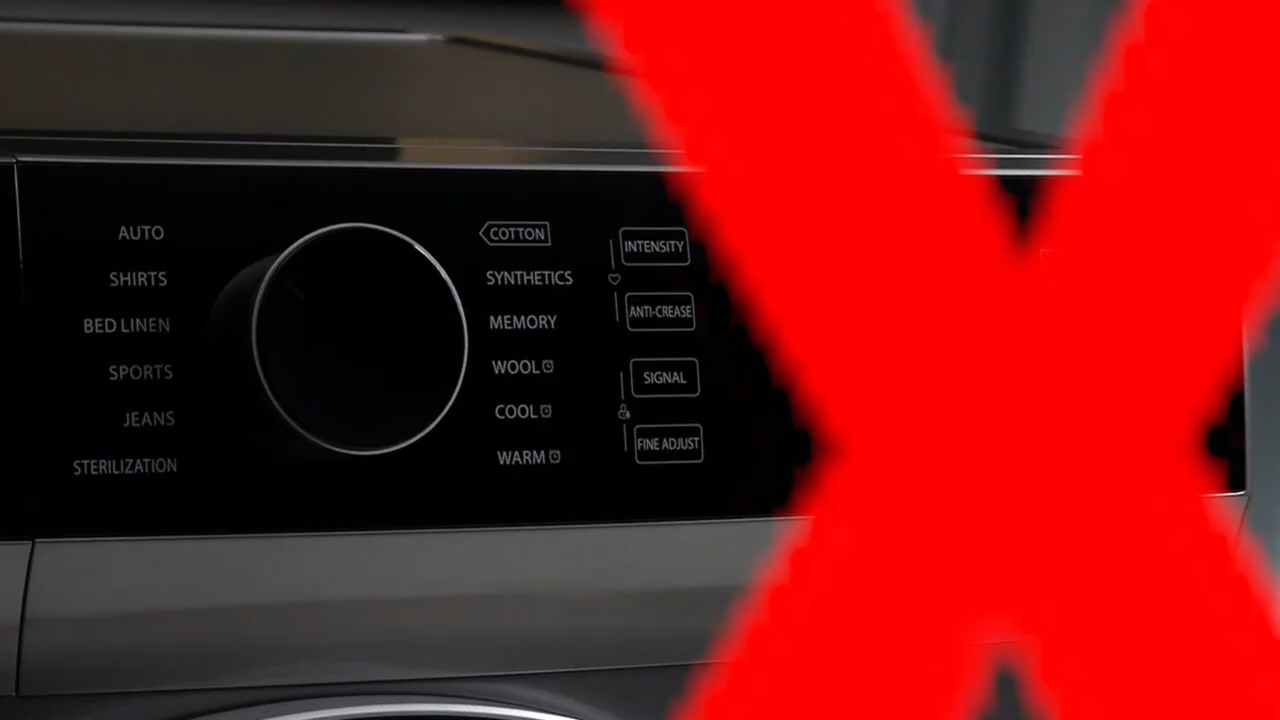 AUTO
SHIRTS
BED LINEN
SPORTS
JEANS
STERILIZATION
COTTON
SYNTHETICS
MEMORY
WOOL
COOL
WARM
INTENSITY
ANTI-CREASE
SIGNAL
FINE ADJUST
X